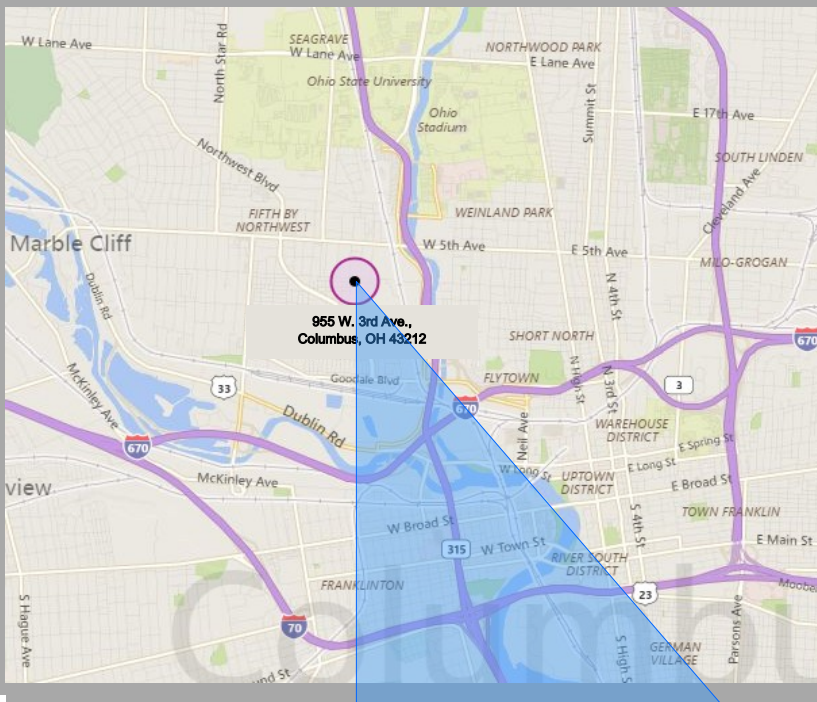 SEAGRAVE
W Lane Ave
W Lane Ave
NORTHWOOD PARK
E Lane Ave
North Star Rd
Ohio State University
Summit St
Ohio
Stadium
E 17th Ave
Northwest Blvd
SOUTH LINDEN
Cleveland Ave
FIFTH BY
NORTHWEST
WEINLAND PARK
Marble Cliff
W 5th Ave
E 5th Ave
MILO-GROGAN
Dublin Rd
N 4th St
955 W. 3rd Ave.,
Columbus, OH 43212
SHORT NORTH
670
McKinley Ave
33
Goodale Blvd
FLYTOWN
N High St
N 3rd St
3
670
Dublin Rd
Neil Ave
WAREHOUSE
DISTRICT
670
E Spring St
W Long St
E Long St
McKinley Ave
view
UPTOWN
DISTRICT
E Broad St
S 4th St
TOWN FRANKLIN
W Broad St
315
W Town St
E Main St
RIVER SOUTH
DISTRICT
FRANKLINTON
23
S Hague Ave
Parsons Ave
70
S High S
GERMAN
VILLAGE
Columbu